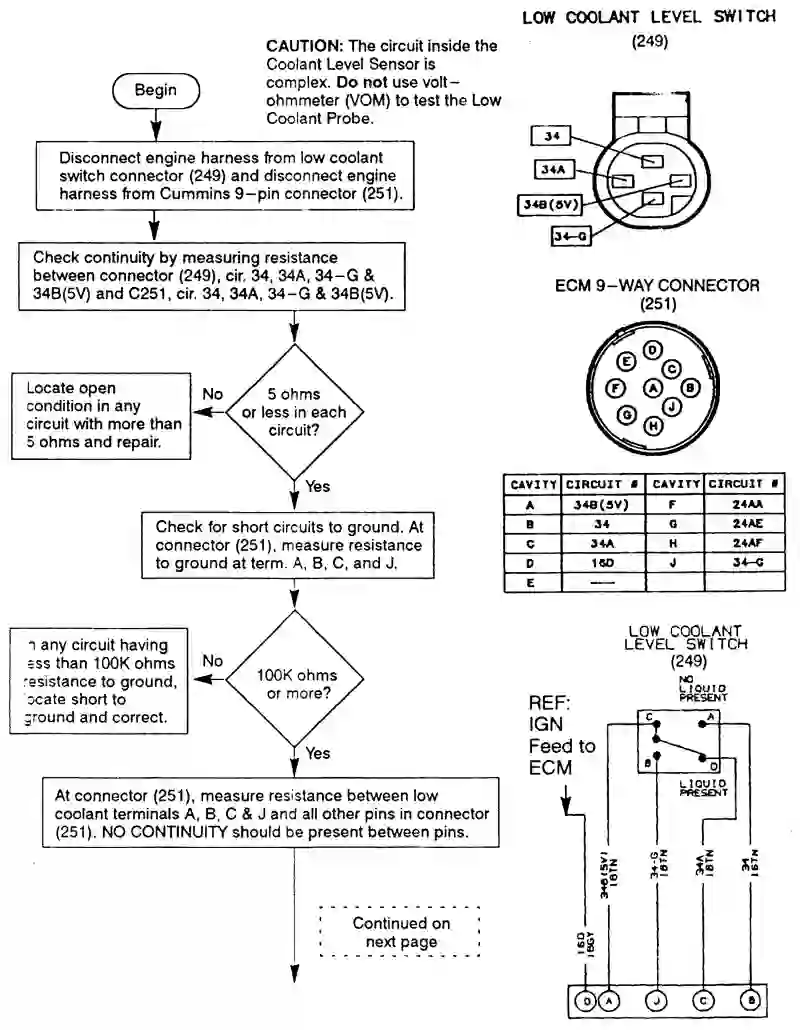 CAUTION: The circuit inside the
Coolant Level Sensor is
complex. Do not use volt-
ohmmeter (VOM) to test the Low
Coolant Probe.
Begin
Disconnect engine harness from low coolant
switch connector (249) and disconnect engine
harness from Cummins 9-pin connector (251).
Check continuity by measuring resistance
between connector (249), cir. 34, 34A, 34-G &
34B(5V) and C251, cir. 34, 34A, 34-G & 34B(5V).
5 ohms
or less in each
circuit?
No
Locate open
condition in any
circuit with more than
5 ohms and repair.
Yes
Check for short circuits to ground. At
connector (251), measure resistance
to ground at term. A, B, C, and J.
100K ohms
or more?
No
any circuit having
less than 100K ohms
resistance to ground,
locate short to
ground and correct.
Yes
At connector (251), measure resistance between low
coolant terminals A, B, C & J and all other pins in connector
(251). NO CONTINUITY should be present between pins.
Continued on
next page
LOW COOLANT LEVEL SWITCH
(249)
34
34A
34B(5V)
34-G
ECM 9-WAY CONNECTOR
(251)
D
E
C
F
A
B
G
J
H
CAVITY CIRCUIT # CAVITY CIRCUIT #
A 34B(5V) F 24AA
B 34 G 24AE
C 34A H 24AF
D 16D J 34-G
E ——
LOW COOLANT
LEVEL SWITCH
(249)
NO
LIQUID
PRESENT
C A
B D
LIQUID
PRESENT
REF:
IGN
Feed to
ECM
16D
18GY
34B(5V)
18TN
34-G
18TN
34A
18TN
34
18TN
D A J C B